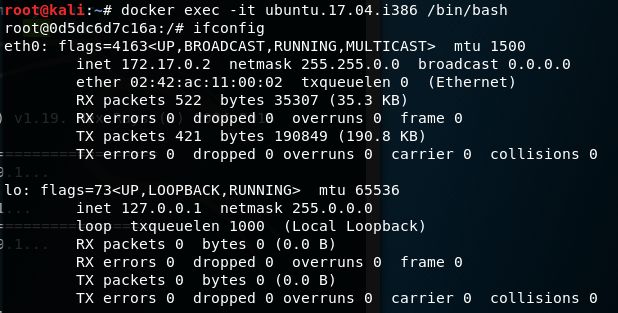 root@kali:~# docker exec -it ubuntu.17.04.i386 /bin/bash
root@0d5dc6d7c16a:/# ifconfig
eth0: flags=4163<UP,BROADCAST,RUNNING,MULTICAST>  mtu 1500
        inet 172.17.0.2  netmask 255.255.0.0  broadcast 0.0.0.0
        ether 02:42:ac:11:00:02  txqueuelen 0  (Ethernet)
        RX packets 522  bytes 35307 (35.3 KB)
        RX errors 0  dropped 0  overruns 0  frame 0
        TX packets 421  bytes 190849 (190.8 KB)
        TX errors 0  dropped 0 overruns 0  carrier 0  collisions 0
lo: flags=73<UP,LOOPBACK,RUNNING>  mtu 65536
        inet 127.0.0.1  netmask 255.0.0.0
        loop  txqueuelen 1000  (Local Loopback)
        RX packets 0  bytes 0 (0.0 B)
        RX errors 0  dropped 0  overruns 0  frame 0
        TX packets 0  bytes 0 (0.0 B)
        TX errors 0  dropped 0 overruns 0  carrier 0  collisions 0